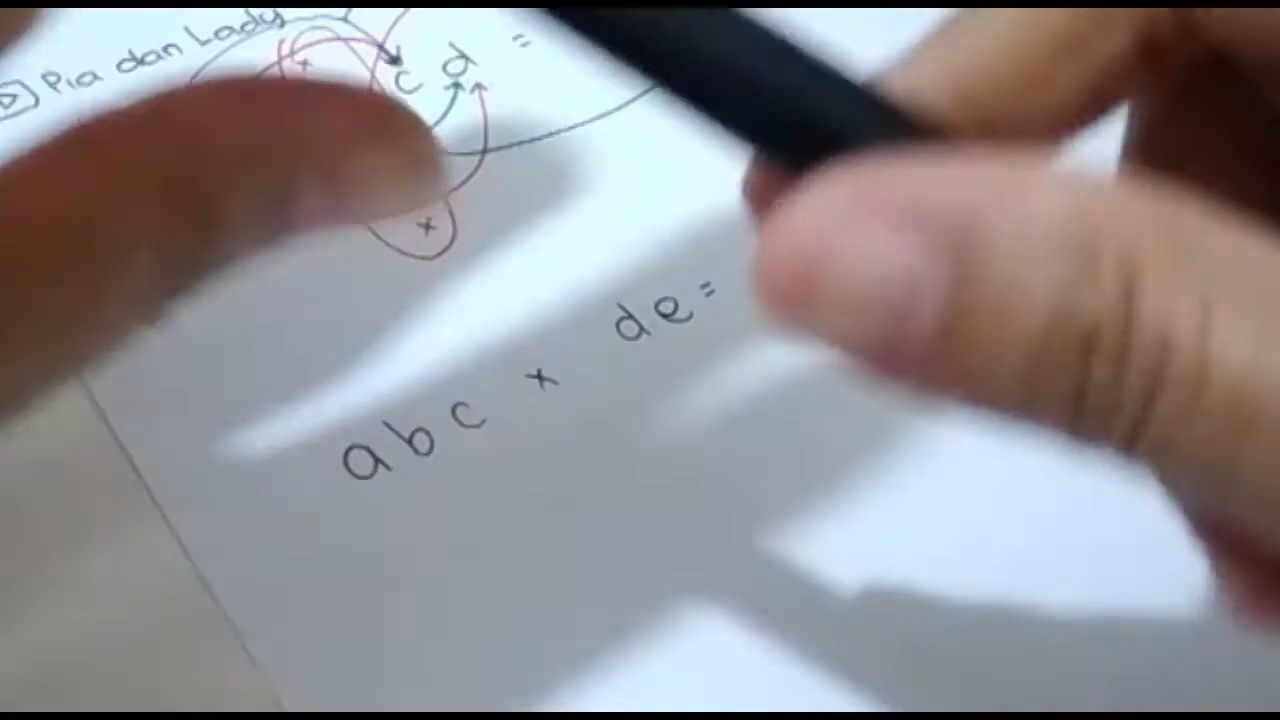 Pia dan Lady
c d =
abc x de =